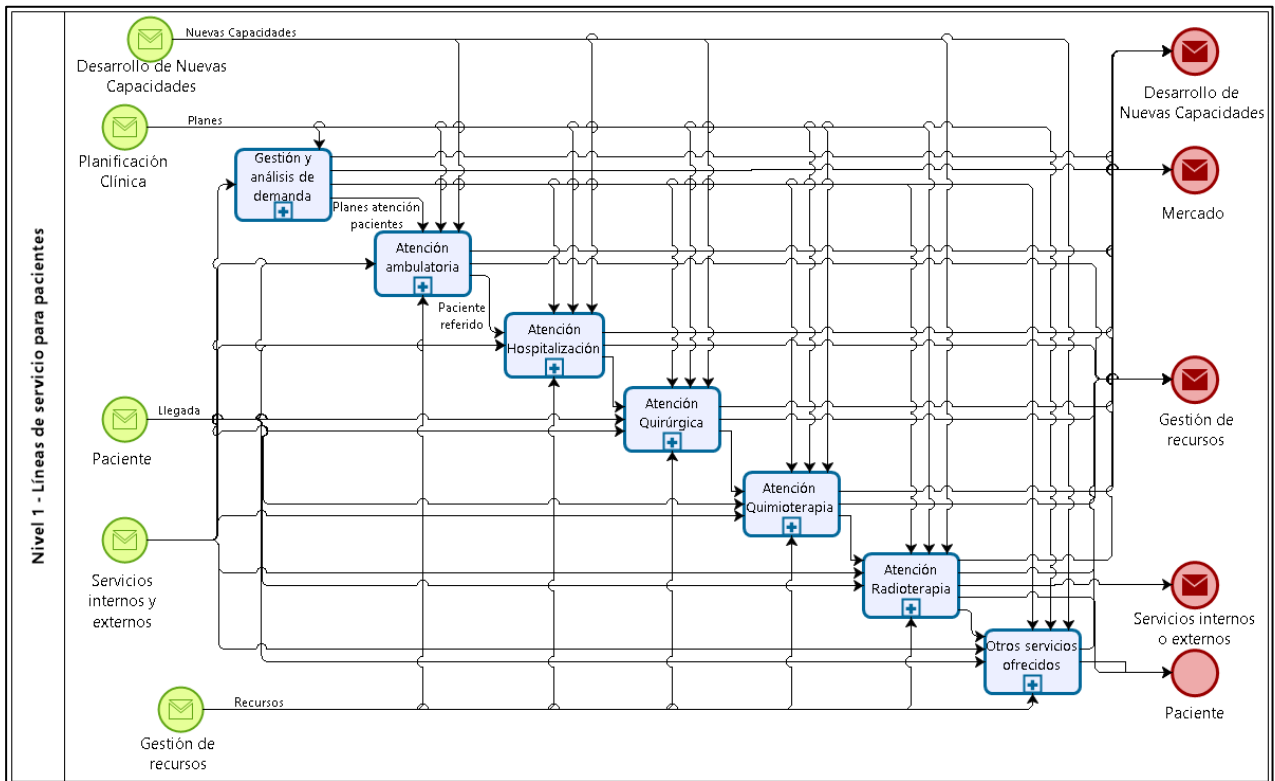 Nivel 1 - Líneas de servicio para pacientes
Nuevas Capacidades
Desarrollo de Nuevas
Capacidades
Planes
Planificación
Clínica
Llegada
Paciente
Servicios
internos y
externos
Recursos
Gestión de
recursos
Gestión y
análisis de
demanda
Planes atención
pacientes
Atención
ambulatoria
Paciente
referido
Atención
Hospitalización
Atención
Quirúrgica
Atención
Quimioterapia
Atención
Radioterapia
Otros servicios
ofrecidos
Desarrollo de
Nuevas Capacidades
Mercado
Gestión de
recursos
Servicios internos
o externos
Paciente